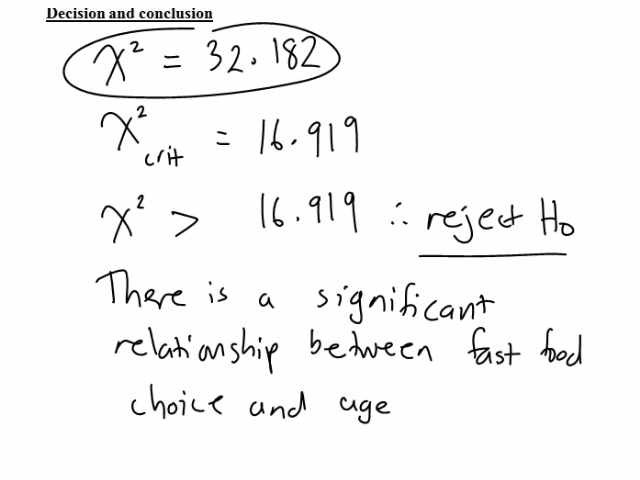 Decision and conclusion
χ² = 32.182
χ²crit = 16.919
χ² > 16.919 ∴ reject H₀
There is a significant
relationship between fast food
choice and age